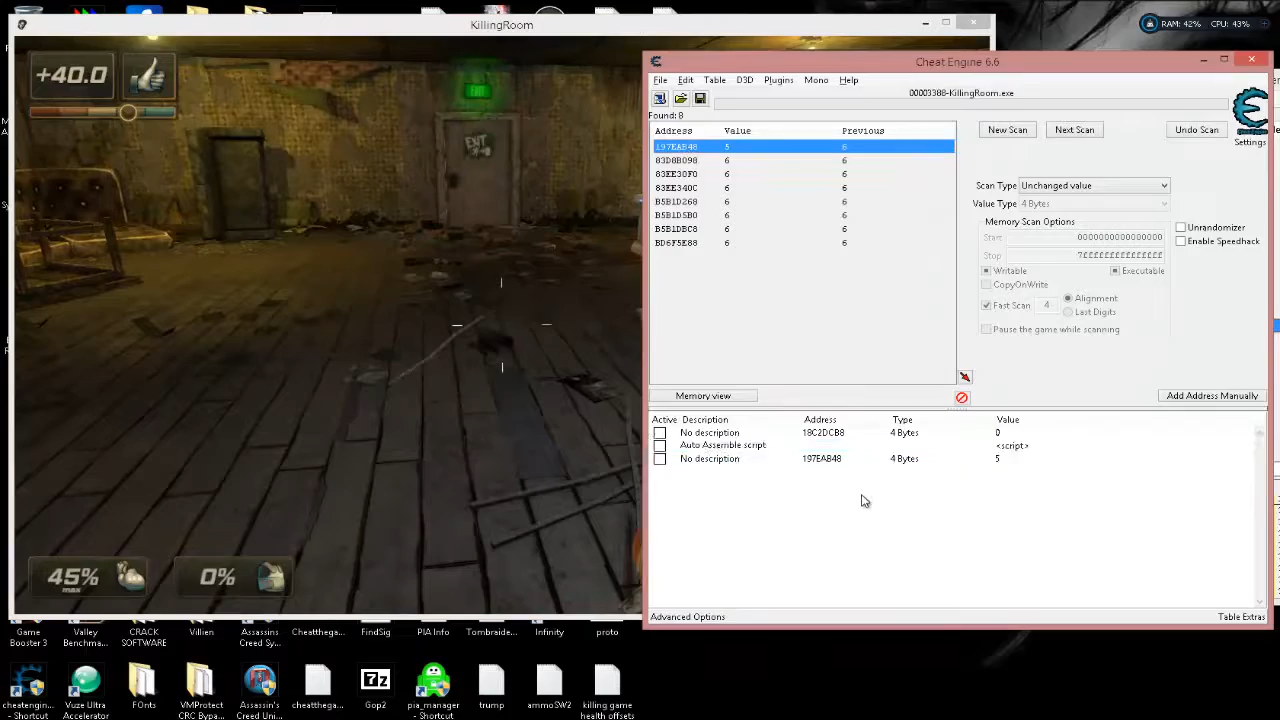 KillingRoom
RAM: 42% CPU: 43%
+40.0
EXIT
EXIT
45%
max
0%
Cheat Engine 6.6
File Edit Table D3D Plugins Mono Help
00003388-KillingRoom.exe
Found: 8
Address Value Previous
197EAB48 5 6
83D8B098 6 6
83EE30F0 6 6
83EE340C 6 6
B5B1D268 6 6
B5B1D5B0 6 6
B5B1DBC8 6 6
BD6F5E88 6 6
New Scan Next Scan Undo Scan
Settings
Scan Type Unchanged value
Value Type 4 Bytes
Memory Scan Options
Start 0000000000000000
Stop 7fffffffffffffff
Writable Executable
CopyOnWrite
Fast Scan 4 Alignment
Last Digits
Pause the game while scanning
Unrandomizer
Enable Speedhack
Memory view
Add Address Manually
Active Description Address Type Value
No description 18C2DCB8 4 Bytes 0
Auto Assemble script <script>
No description 197EAB48 4 Bytes 5
Advanced Options Table Extras
Game Booster 3
Valley Benchma...
CRACK SOFTWARE
Villien
Assassins Creed Sy...
Cheatthega...
FindSig
PIA Info
Tombraide...
Infinity
proto
cheatengin... - Shortcut
Vuze Ultra Accelerator
FOnts
VMProtect CRC Bypa...
Assassin's Creed Uni...
cheatthega...
7z
Gop2
pia_manager - Shortcut
trump
ammoSW2
killing game health offsets